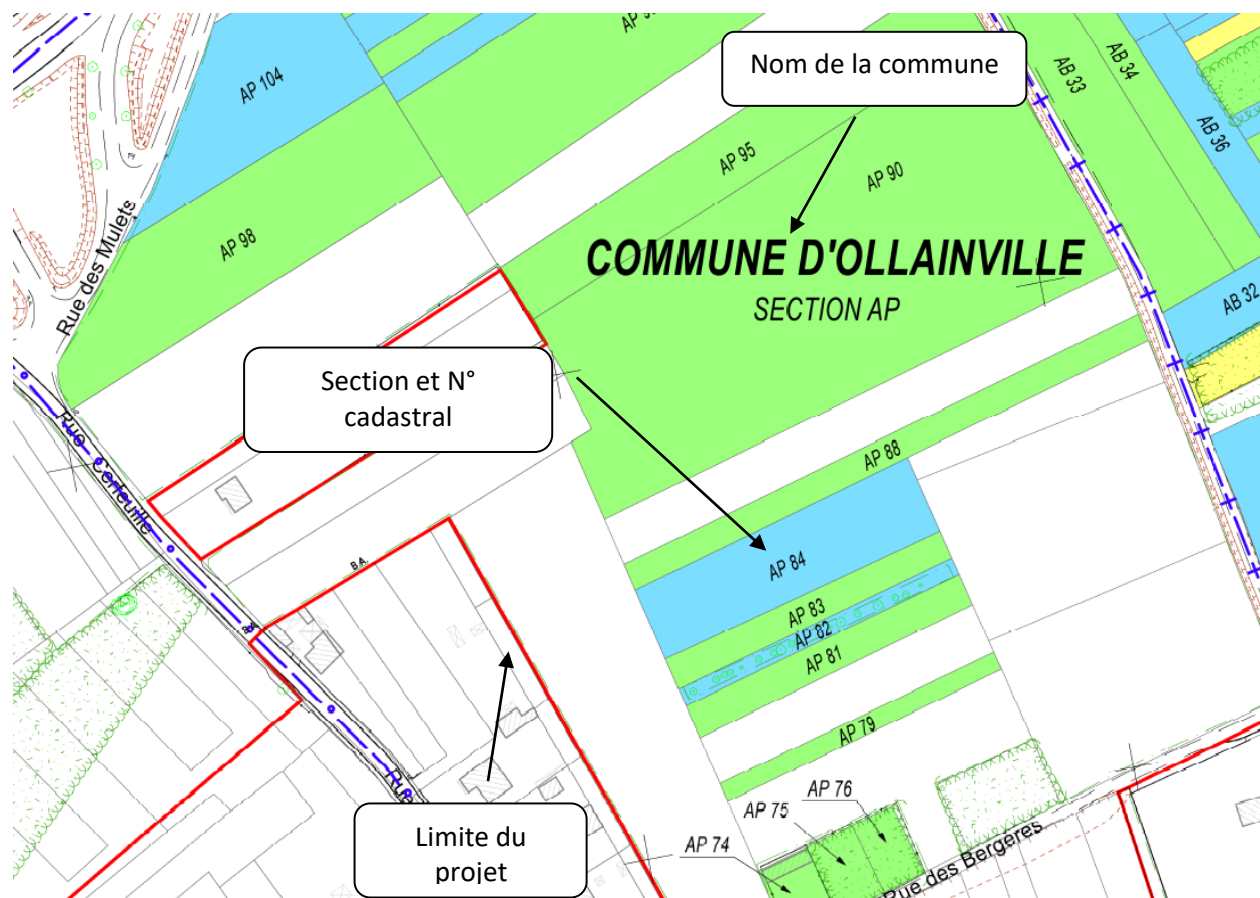 AP 104
Nom de la commune
AB 33
AB 34
AB 36
AP 95
AP 90
AP 98
Rue des Mulets
COMMUNE D'OLLAINVILLE
SECTION AP
AB 32
Section et N°
cadastral
Rue Cerfeuille
AP 88
B.A.
AP 84
AP 83
AP 82
AP 81
AP 79
AP 76
AP 75
AP 74
Rue
Limite du
projet
Rue des Bergères